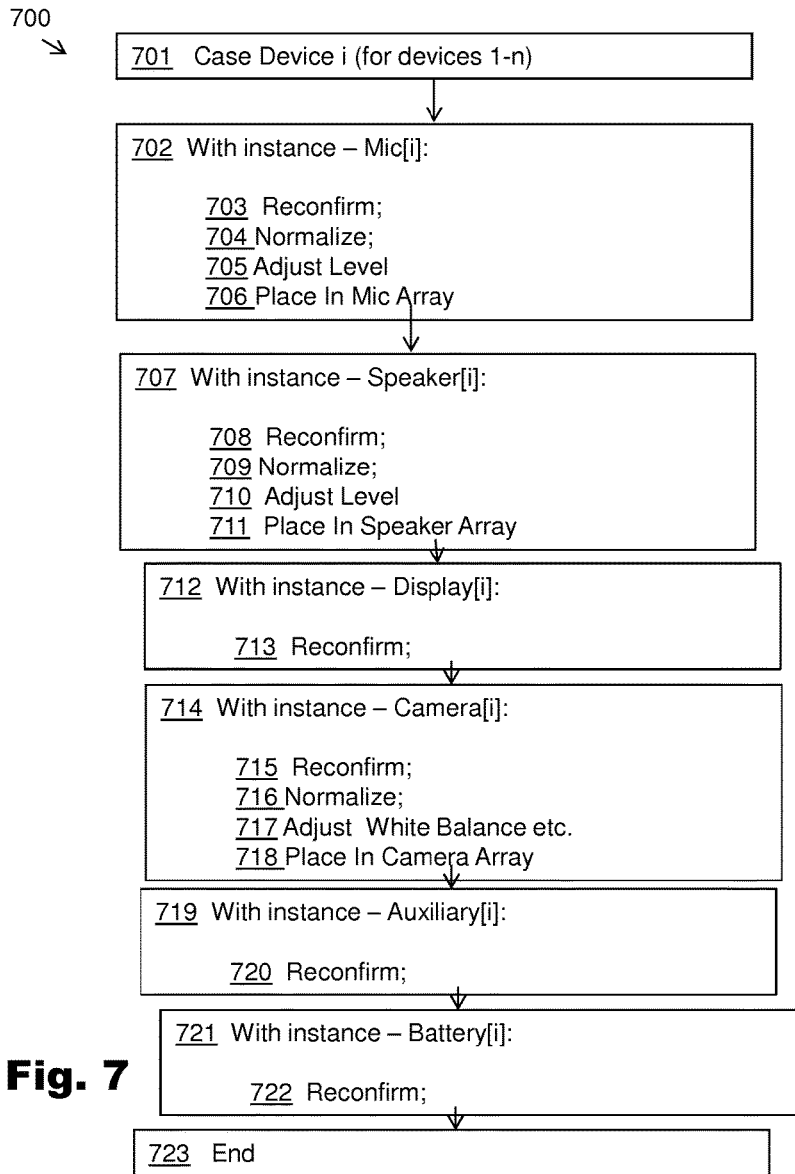 700
701 Case Device i (for devices 1-n)
702 With instance – Mic[i]:
703 Reconfirm;
704 Normalize;
705 Adjust Level
706 Place In Mic Array
707 With instance – Speaker[i]:
708 Reconfirm;
709 Normalize;
710 Adjust Level
711 Place In Speaker Array
712 With instance – Display[i]:
713 Reconfirm;
714 With instance – Camera[i]:
715 Reconfirm;
716 Normalize;
717 Adjust White Balance etc.
718 Place In Camera Array
719 With instance – Auxiliary[i]:
720 Reconfirm;
721 With instance – Battery[i]:
722 Reconfirm;
Fig. 7
723 End